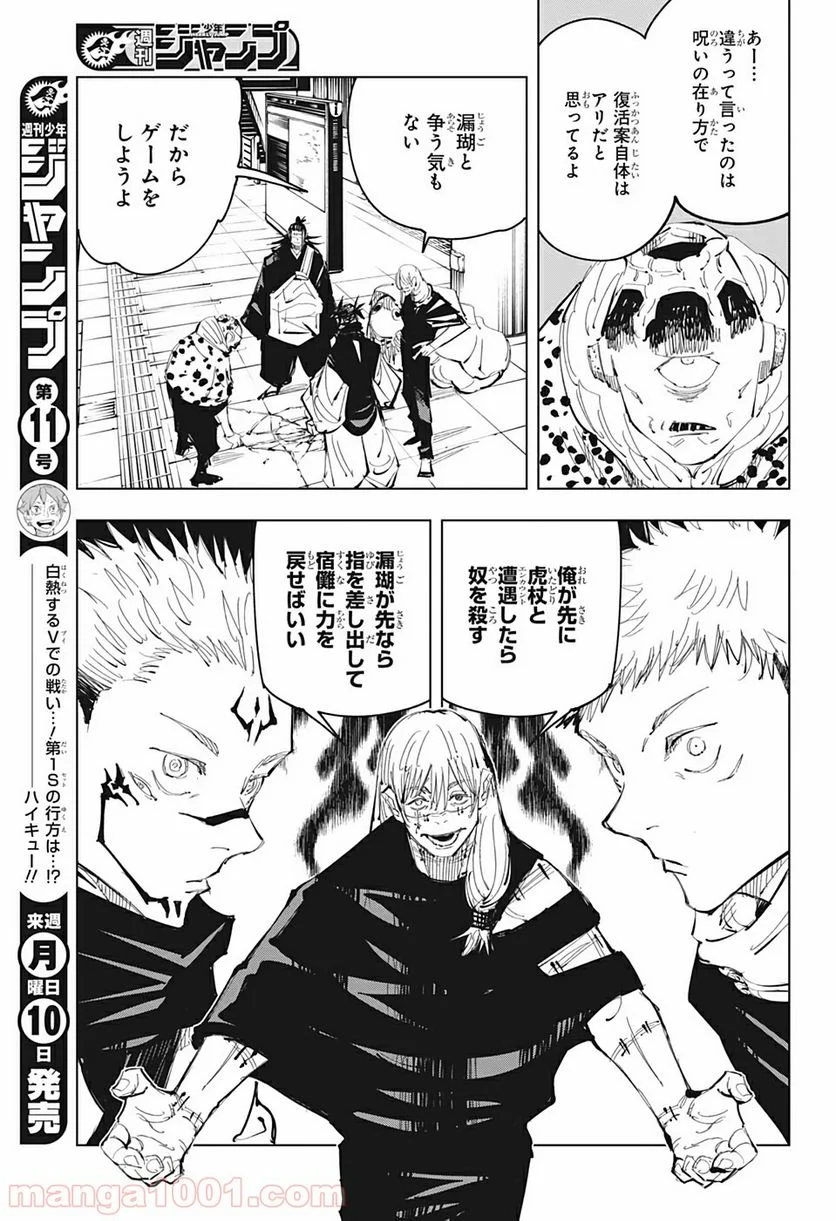 あー…
違うって言ったのは
呪いの在り方で
復活案自体は
アリだと
思ってるよ
漏瑚と
争う気も
ない
だから
ゲームを
しようよ
俺が先に
虎杖と
遭遇したら
奴を殺す
漏瑚が先なら
指を差し出して
宿儺に力を
戻せばいい
週刊少年ジャンプ
週刊少年
ジャンプ
第11号
白熱するVでの戦い…!第1Sの行方は…!?
ハイキュー!!
来週月曜日10日発売
manga1001.com